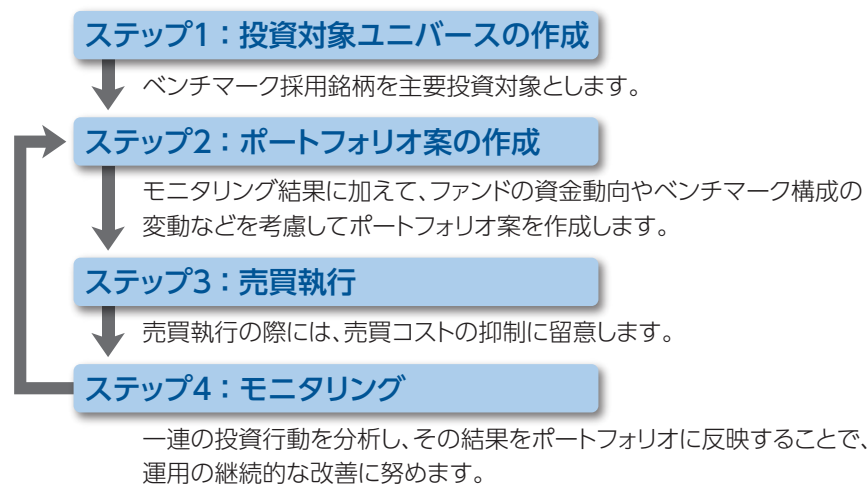 ステップ1：投資対象ユニバースの作成
ベンチマーク採用銘柄を主要投資対象とします。
ステップ2：ポートフォリオ案の作成
モニタリング結果に加えて、ファンドの資金動向やベンチマーク構成の
変動などを考慮してポートフォリオ案を作成します。
ステップ3：売買執行
売買執行の際には、売買コストの抑制に留意します。
ステップ4：モニタリング
一連の投資行動を分析し、その結果をポートフォリオに反映することで、
運用の継続的な改善に努めます。